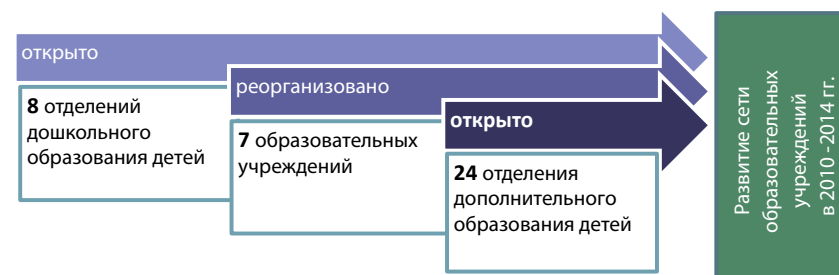 открыто
8 отделений
дошкольного
образования детей
реорганизовано
7 образовательных
учреждений
открыто
24 отделения
дополнительного
образования детей
Развитие сети
образовательных
учреждений
в 2010 -2014 гг.